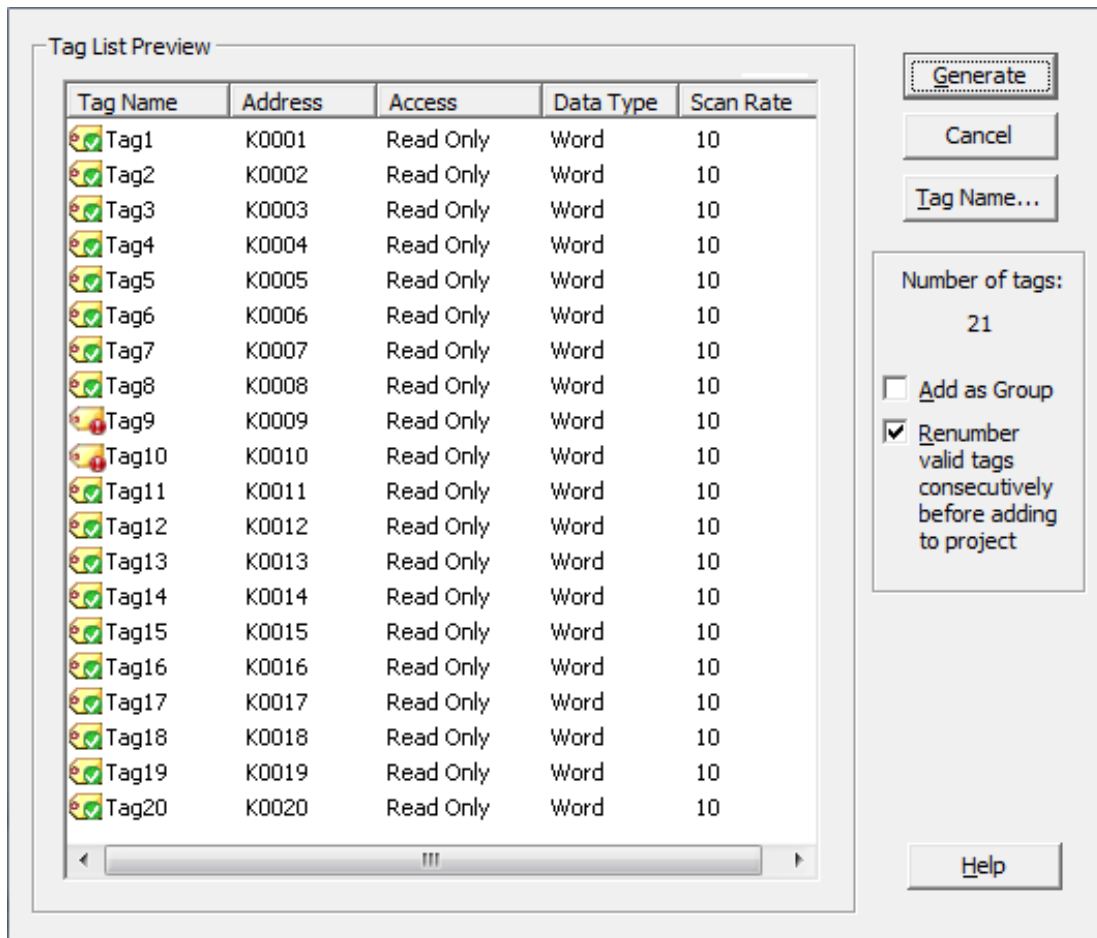 Tag List Preview
Tag Name Address Access Data Type Scan Rate
Tag1 K0001 Read Only Word 10
Tag2 K0002 Read Only Word 10
Tag3 K0003 Read Only Word 10
Tag4 K0004 Read Only Word 10
Tag5 K0005 Read Only Word 10
Tag6 K0006 Read Only Word 10
Tag7 K0007 Read Only Word 10
Tag8 K0008 Read Only Word 10
Tag9 K0009 Read Only Word 10
Tag10 K0010 Read Only Word 10
Tag11 K0011 Read Only Word 10
Tag12 K0012 Read Only Word 10
Tag13 K0013 Read Only Word 10
Tag14 K0014 Read Only Word 10
Tag15 K0015 Read Only Word 10
Tag16 K0016 Read Only Word 10
Tag17 K0017 Read Only Word 10
Tag18 K0018 Read Only Word 10
Tag19 K0019 Read Only Word 10
Tag20 K0020 Read Only Word 10
Generate
Cancel
Tag Name...
Number of tags:
21
Add as Group
Renumber
valid tags
consecutively
before adding
to project
Help